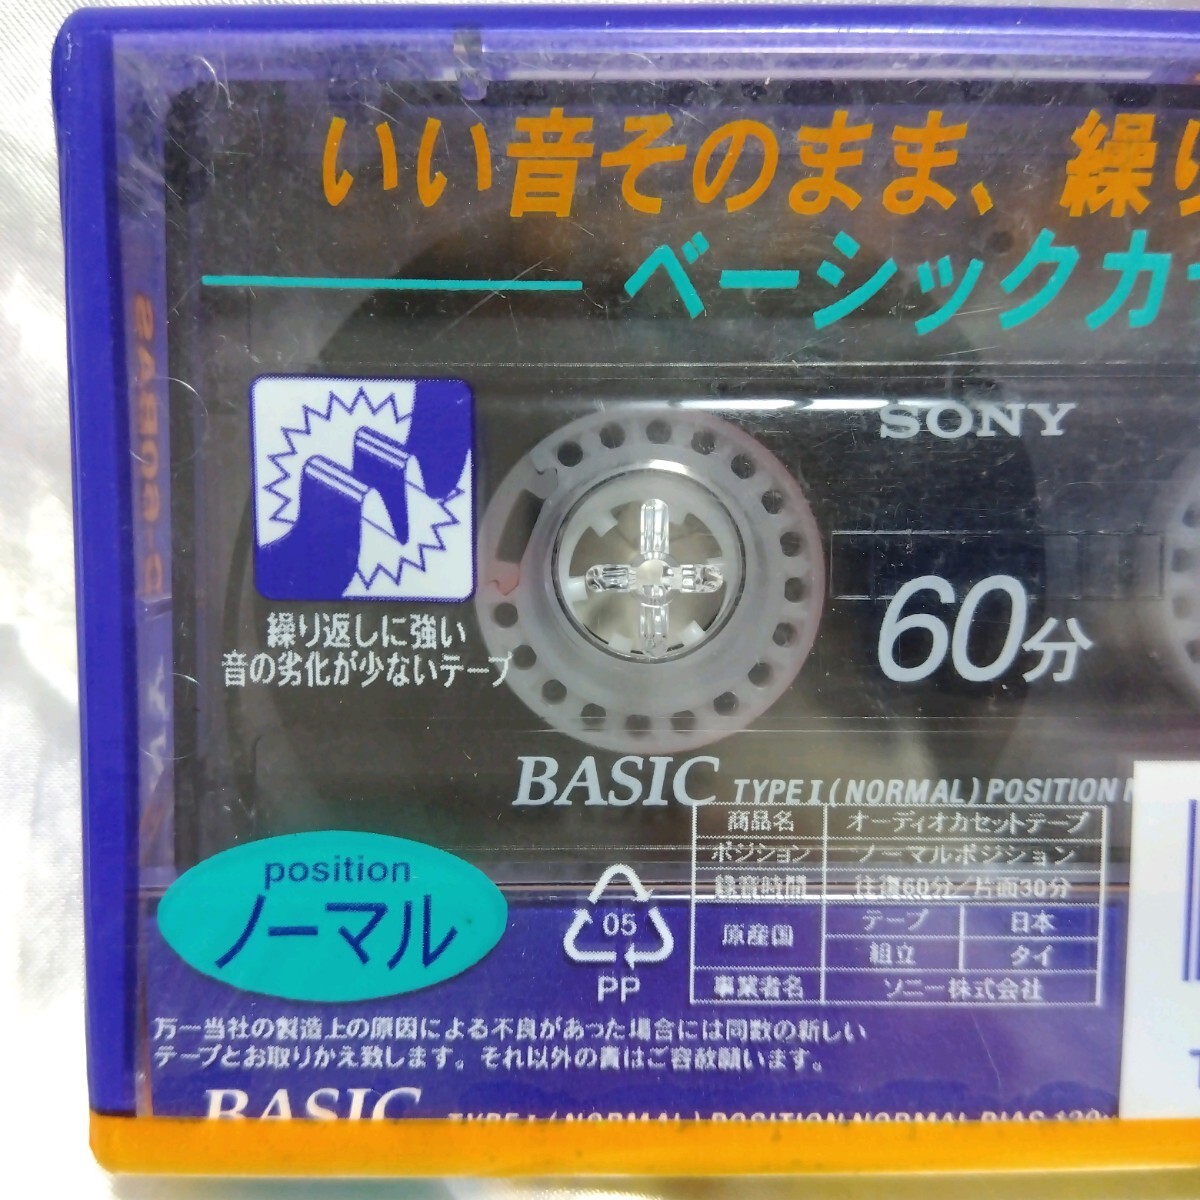 いい音そのまま、繰り
ベーシックカ
SONY
60分
繰り返しに強い
音の劣化が少ないテープ
BASIC TYPE I (NORMAL) POSITION
商品名 オーディオカセットテープ
ポジション ノーマルポジション
録音時間 往復60分/片面30分
原産国 テープ 日本
組立 タイ
事業者名 ソニー株式会社
position
ノーマル
05
PP
万一当社の製造上の原因による不良があった場合には同数の新しい
テープとお取りかえ致します。それ以外の責はご容赦願います。
BASIC TYPE I (NORMAL) POSITION NORMAL BIAS 120